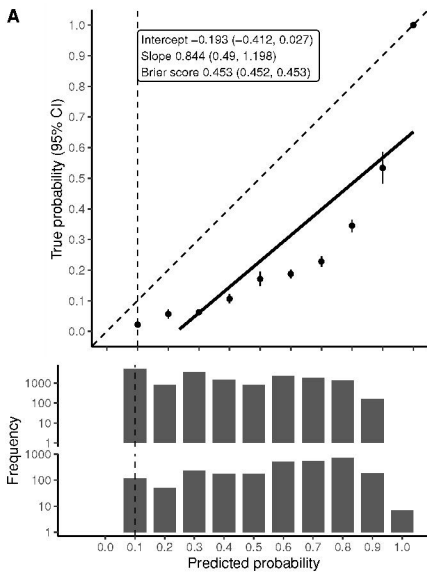 A
Intercept −0.193 (−0.412, 0.027)
Slope 0.844 (0.49, 1.198)
Brier score 0.453 (0.452, 0.453)
True probability (95% CI)
1.0
0.9
0.8
0.7
0.6
0.5
0.4
0.3
0.2
0.1
0.0
Frequency
1000
100
10
1
1000
100
10
1
0.0 0.1 0.2 0.3 0.4 0.5 0.6 0.7 0.8 0.9 1.0
Predicted probability